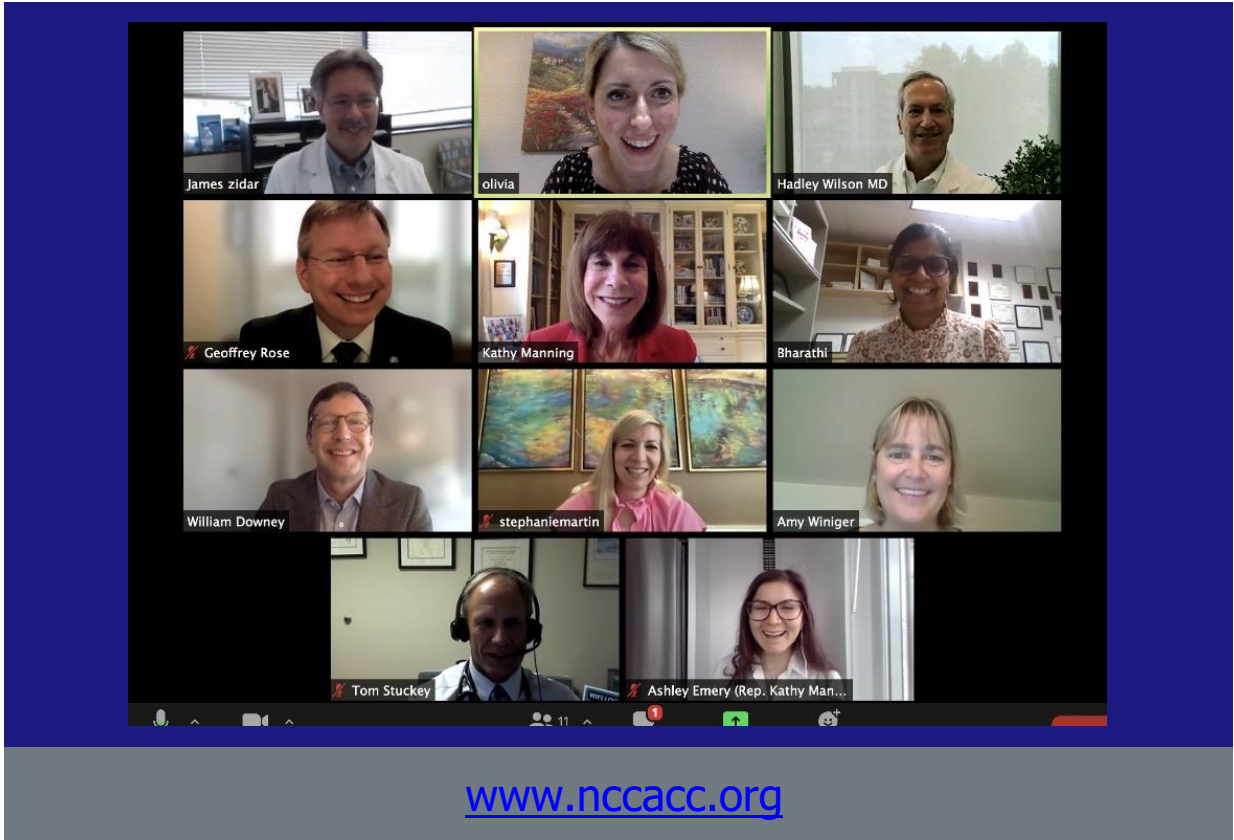 James zidar
olivia
Hadley Wilson MD
Geoffrey Rose
Kathy Manning
Bharathi
William Downey
stephaniemartin
Amy Winiger
Tom Stuckey
Ashley Emery (Rep. Kathy Man...
11
1
www.nccacc.org